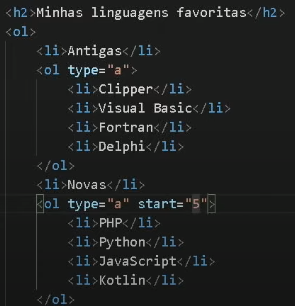 <h2>Minhas linguagens favoritas</h2>
<ol>
<li>Antigas</li>
<ol type="a">
<li>Clipper</li>
<li>Visual Basic</li>
<li>Fortran</li>
<li>Delphi</li>
</ol>
<li>Novas</li>
<ol type="a" start="5">
<li>PHP</li>
<li>Python</li>
<li>JavaScript</li>
<li>Kotlin</li>
</ol>